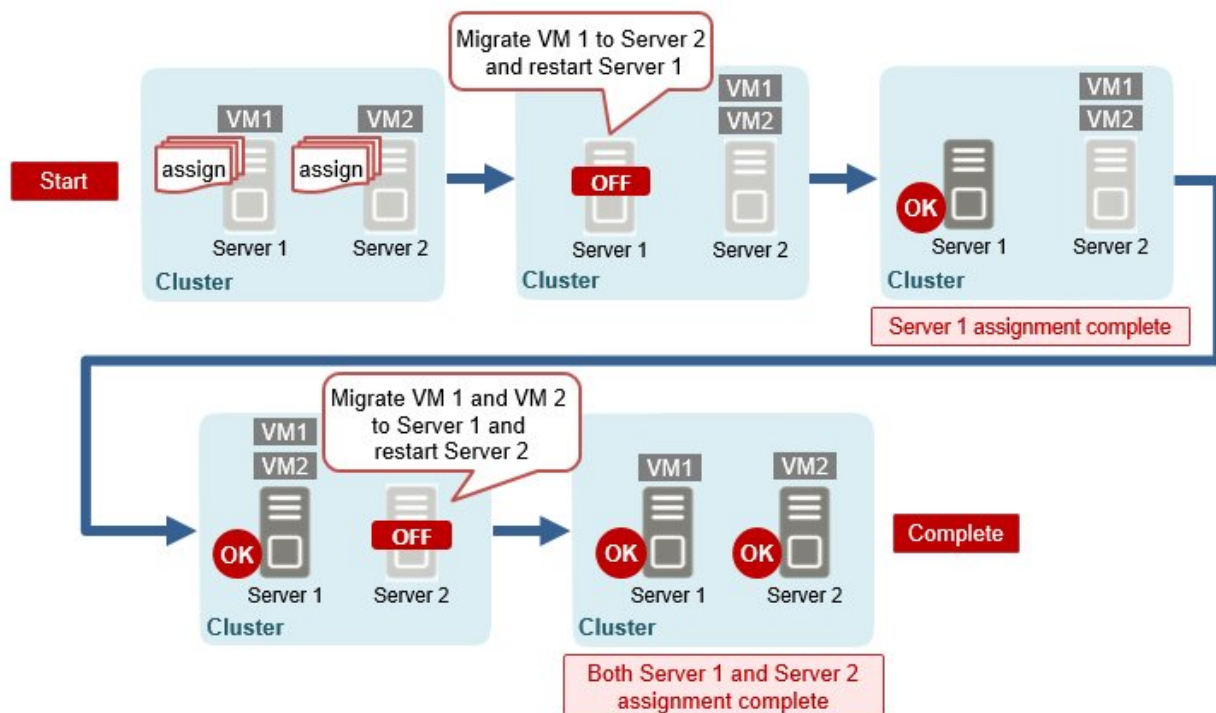 Migrate VM 1 to Server 2
and restart Server 1
Start
VM1
VM2
assign
assign
Server 1
Server 2
Cluster
VM1
VM2
OFF
Server 1
Server 2
Cluster
VM1
VM2
OK
Server 1
Server 2
Cluster
Server 1 assignment complete
Migrate VM 1 and VM 2
to Server 1 and
restart Server 2
VM1
VM2
OK
OFF
Server 1
Server 2
Cluster
VM1
VM2
OK
OK
Server 1
Server 2
Cluster
Complete
Both Server 1 and Server 2
assignment complete